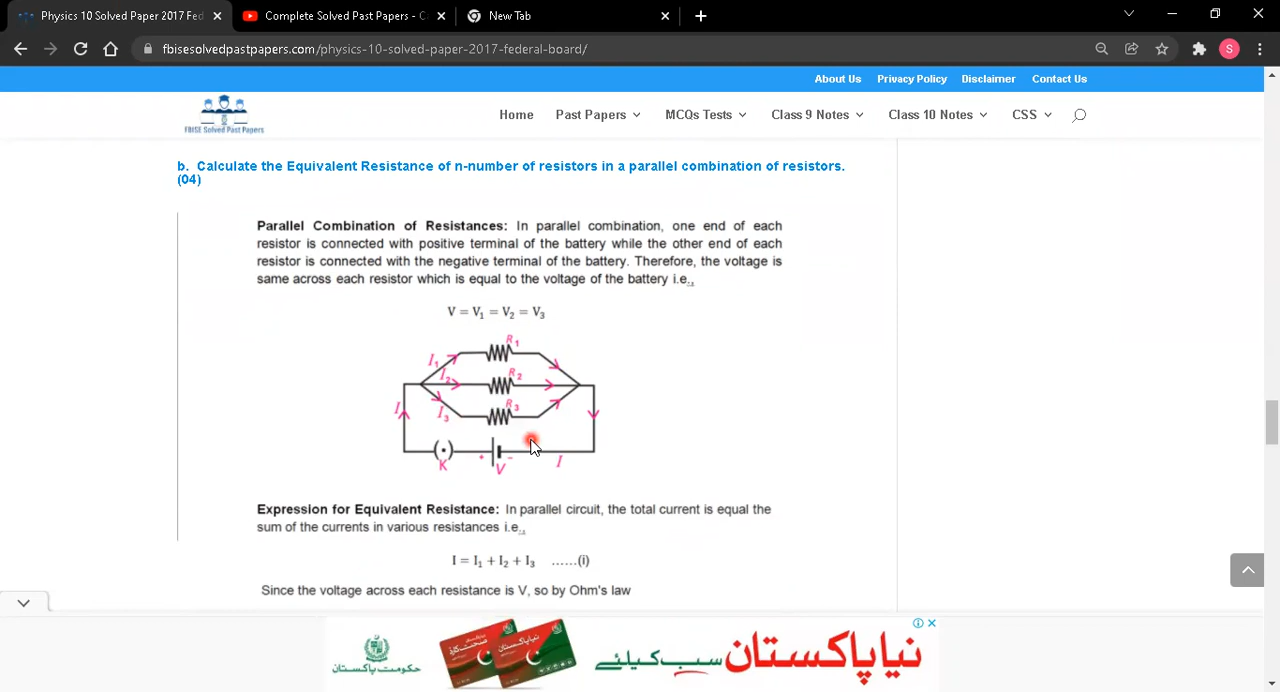 Physics 10 Solved Paper 2017 Fed
Complete Solved Past Papers - C
New Tab
fbisesolvedpastpapers.com/physics-10-solved-paper-2017-federal-board/
S
About Us Privacy Policy Disclaimer Contact Us
FBISE Solved Past Papers
Home Past Papers MCQs Tests Class 9 Notes Class 10 Notes CSS
b. Calculate the Equivalent Resistance of n-number of resistors in a parallel combination of resistors.
(04)
Parallel Combination of Resistances: In parallel combination, one end of each
resistor is connected with positive terminal of the battery while the other end of each
resistor is connected with the negative terminal of the battery. Therefore, the voltage is
same across each resistor which is equal to the voltage of the battery i.e.,
V = V₁ = V₂ = V₃
R₁
I₁
R₂
I₂
R₃
I₃
I
K
+ V -
I
Expression for Equivalent Resistance: In parallel circuit, the total current is equal the
sum of the currents in various resistances i.e.,
I = I₁ + I₂ + I₃ ......(i)
Since the voltage across each resistance is V, so by Ohm's law
حکومتِ پاکستان
نیا پاکستان
سب کیلئے